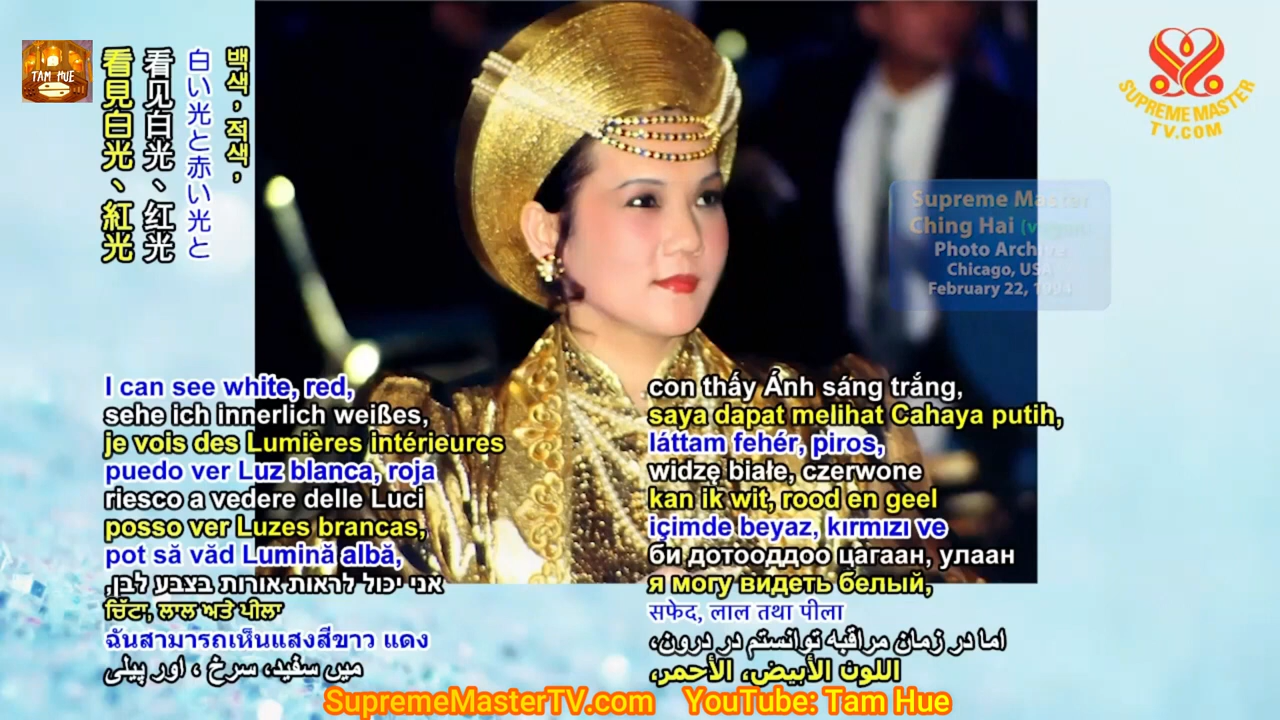 TAM HUE
看見白光、紅光
看见白光、红光
白い光と赤い光と
백색, 적색,
SUPREME MASTER
TV.COM
Supreme Master
Ching Hai (vegan)
Photo Archive
Chicago, USA
February 22, 1994
I can see white, red,
sehe ich innerlich weißes,
je vois des Lumières intérieures
puedo ver Luz blanca, roja
riesco a vedere delle Luci
posso ver Luzes brancas,
pot să văd Lumină albă,
אני יכול לראות אורות בצבע לבן,
ਚਿੱਟਾ, ਲਾਲ ਅਤੇ ਪੀਲਾ
ฉันสามารถเห็นแสงสีขาว แดง
میں سفید، سرخ ، اور پیلی
con thấy Ánh sáng trắng,
saya dapat melihat Cahaya putih,
láttam fehér, piros,
widzę białe, czerwone
kan ik wit, rood en geel
içimde beyaz, kırmızı ve
би дотооддоо цагаан, улаан
я могу видеть белый,
सफेद, लाल तथा पीला
اما در زمان مراقبه توانستم در درون،
اللون الأبيض، الأحمر،
SupremeMasterTV.com YouTube: Tam Hue